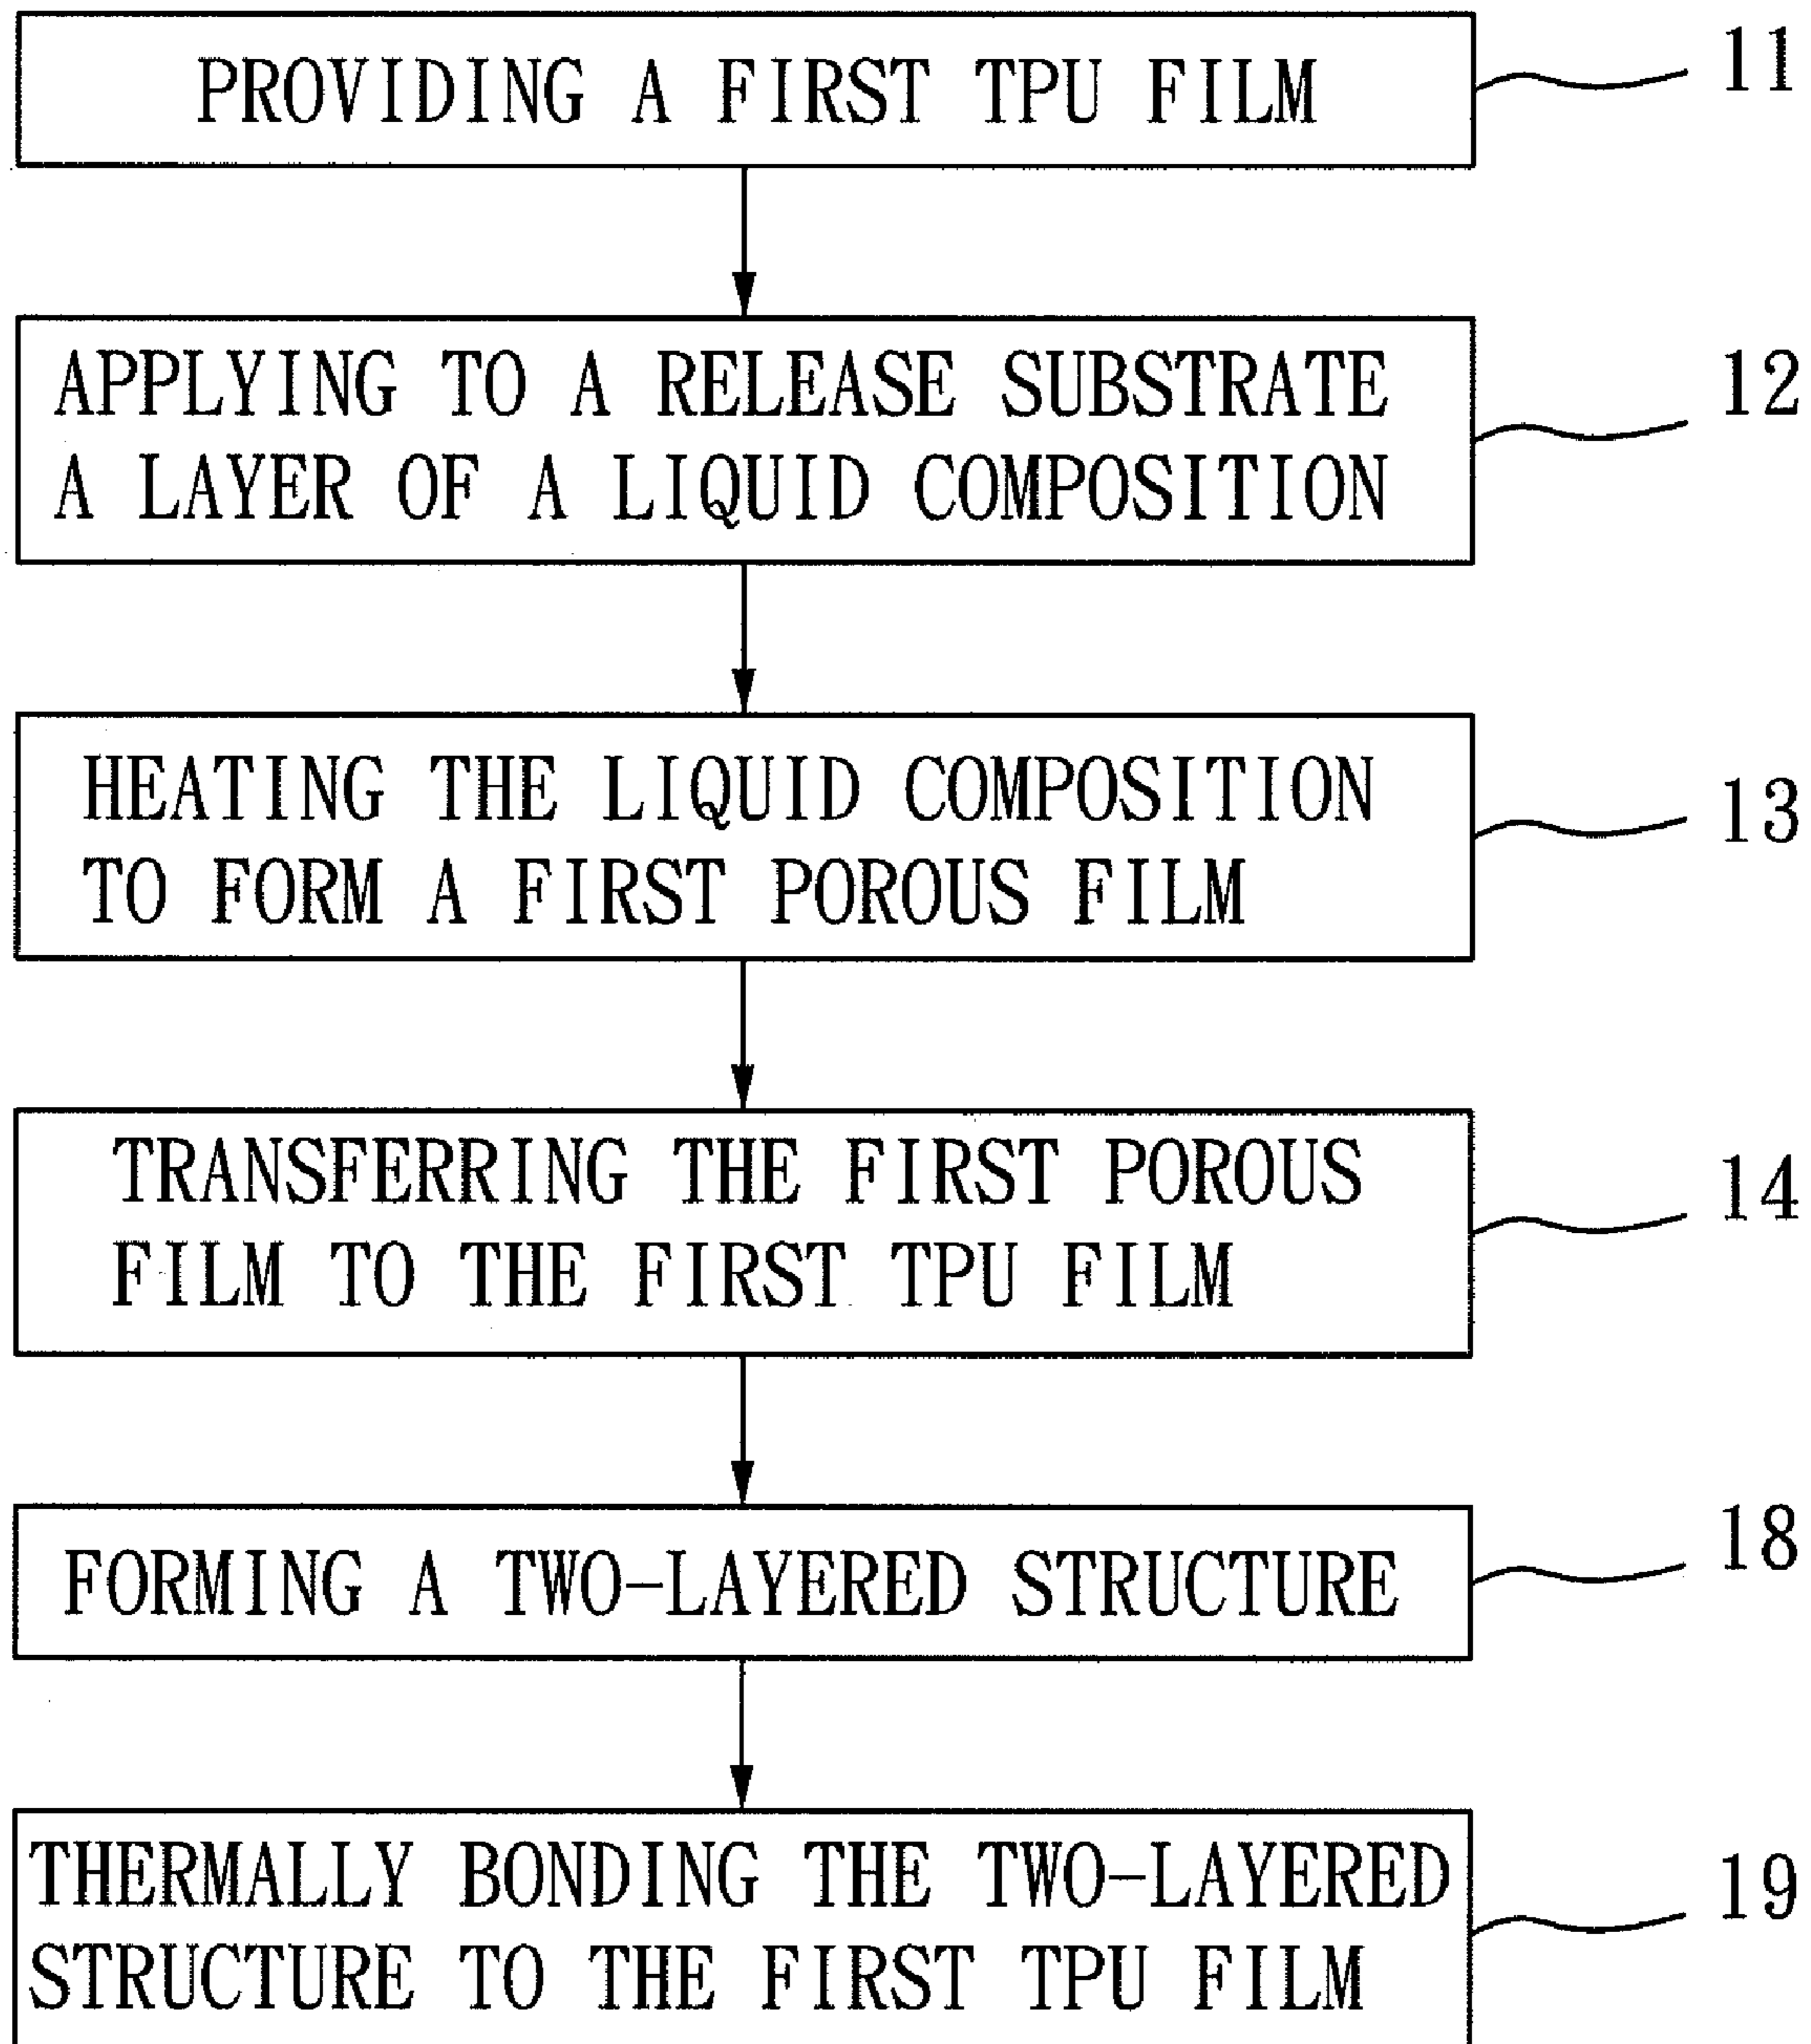 PROVIDING A FIRST TPU FILM
11
APPLYING TO A RELEASE SUBSTRATE
A LAYER OF A LIQUID COMPOSITION
12
HEATING THE LIQUID COMPOSITION
TO FORM A FIRST POROUS FILM
13
TRANSFERRING THE FIRST POROUS
FILM TO THE FIRST TPU FILM
14
FORMING A TWO-LAYERED STRUCTURE
18
THERMALLY BONDING THE TWO-LAYERED
STRUCTURE TO THE FIRST TPU FILM
19